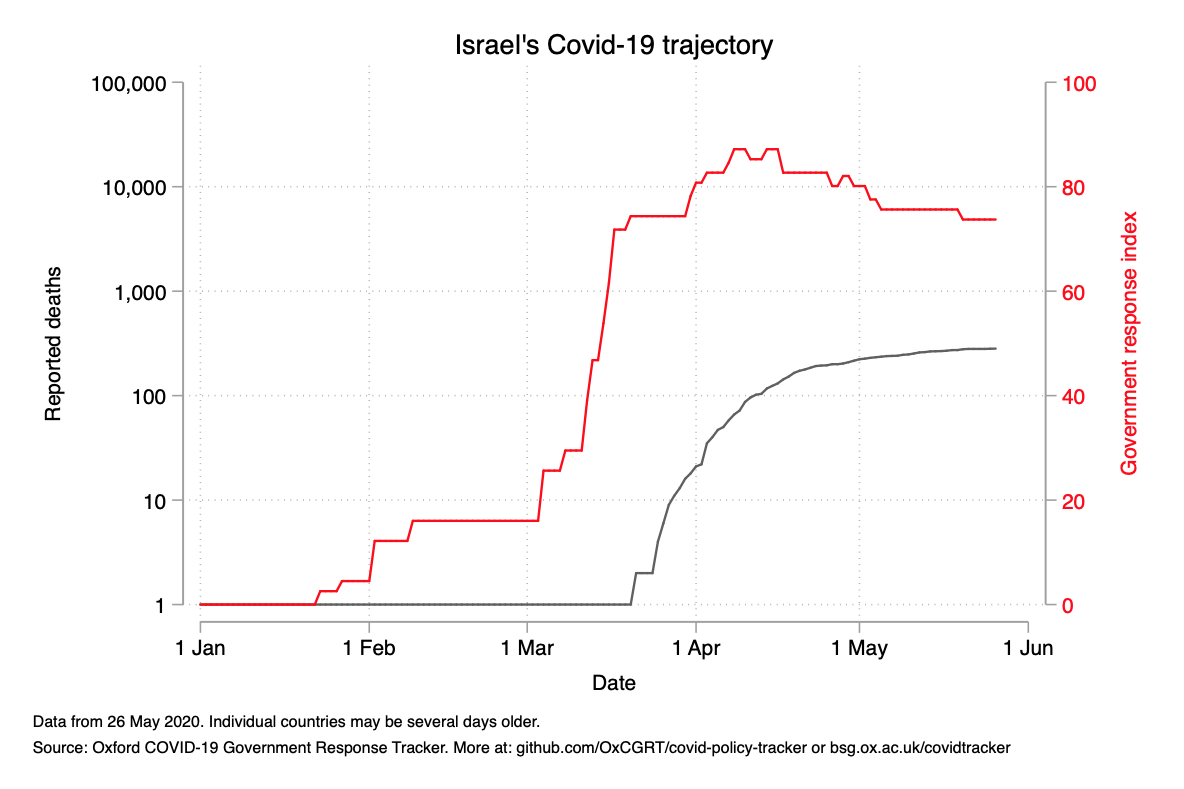 Israel's Covid-19 trajectory
100,000
10,000
1,000
100
10
1
Reported deaths
100
80
60
40
20
0
Government response index
1 Jan
1 Feb
1 Mar
1 Apr
1 May
1 Jun
Date
Data from 26 May 2020. Individual countries may be several days older.
Source: Oxford COVID-19 Government Response Tracker. More at: github.com/OxCGRT/covid-policy-tracker or bsg.ox.ac.uk/covidtracker